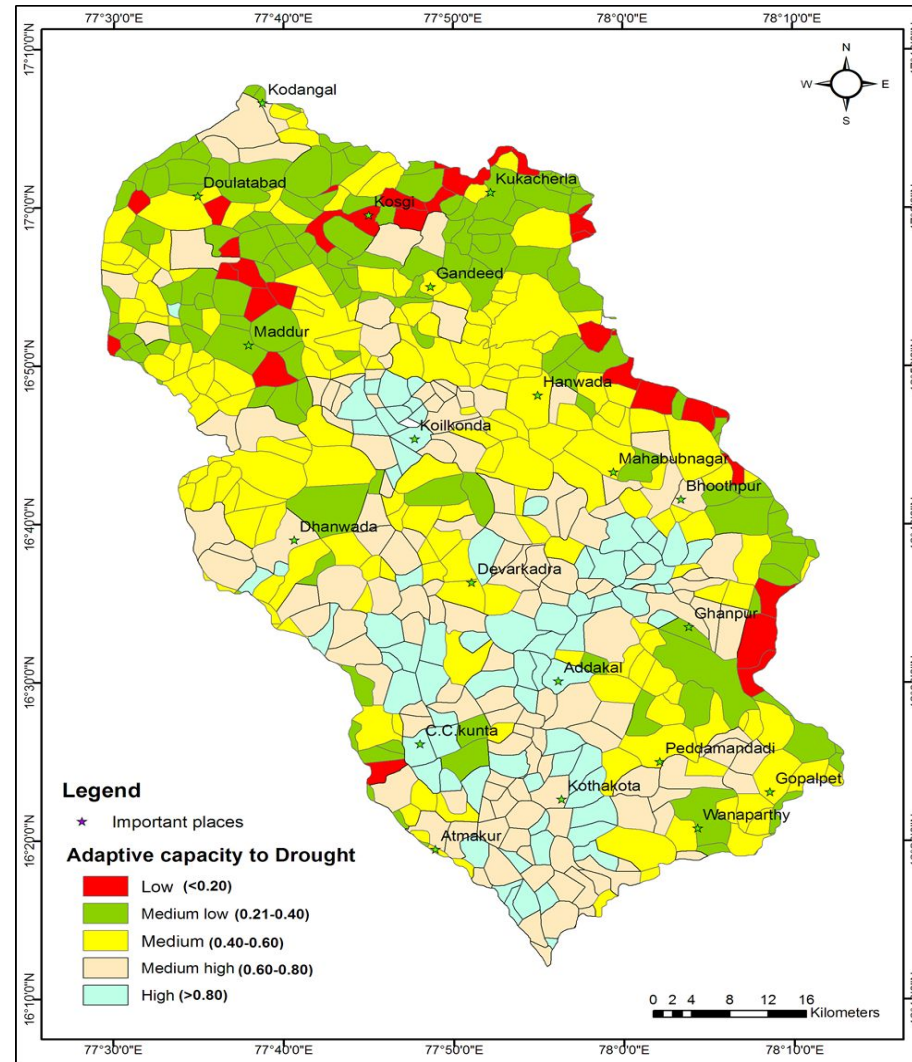 77°30'0"E 77°40'0"E 77°50'0"E 78°0'0"E 78°10'0"E
17°10'0"N
N
W E
S
Kodangal
Doulatabad
Kukacherla
17°0'0"N
Kosgi
Gandeed
Maddur
16°50'0"N
Hanwada
Koilkonda
Mahabubnagar
Bhoothpur
16°40'0"N
Dhanwada
Devarkadra
Ghanpur
16°30'0"N
Addakal
C.C.kunta
Peddamandadi
Gopalpet
Kothakota
Wanaparthy
16°20'0"N
Atmakur
Legend
Important places
Adaptive capacity to Drought
Low (<0.20)
Medium low (0.21-0.40)
Medium (0.40-0.60)
Medium high (0.60-0.80)
High (>0.80)
16°10'0"N
0 2 4 8 12 16
Kilometers
77°30'0"E 77°40'0"E 77°50'0"E 78°0'0"E 78°10'0"E